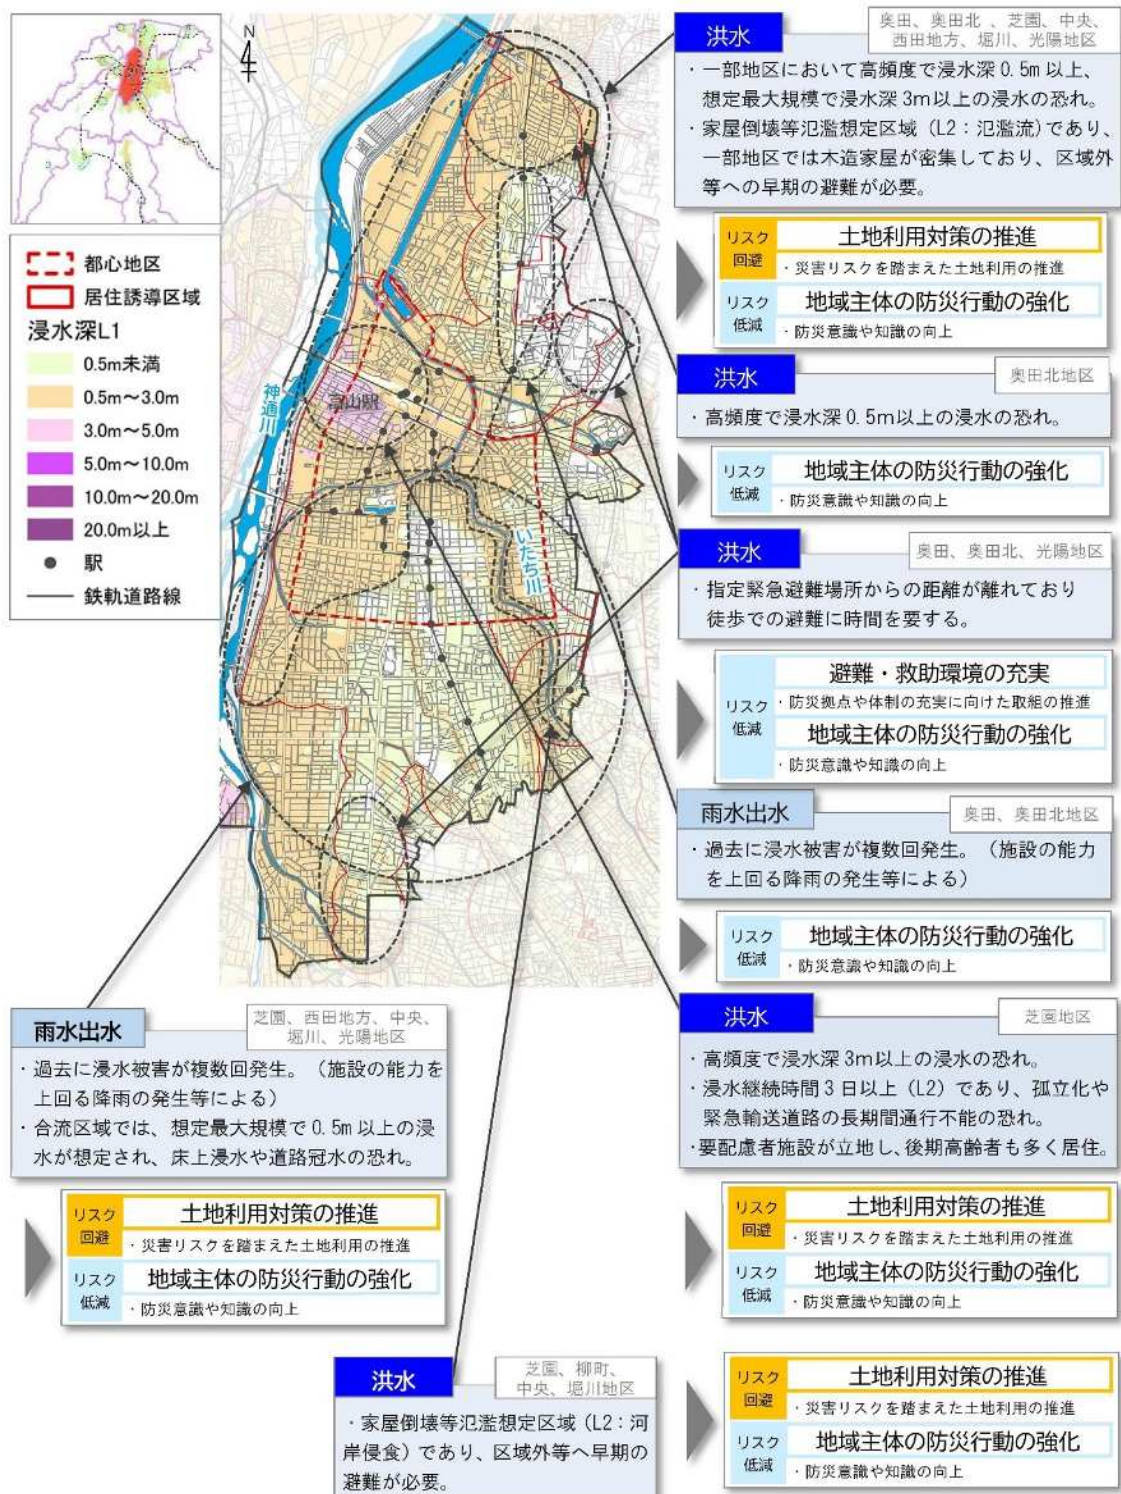 N
都心地区
居住誘導区域
浸水深L1
0.5m未満
0.5m～3.0m
3.0m～5.0m
5.0m～10.0m
10.0m～20.0m
20.0m以上
駅
鉄軌道路線
神通川
富山駅
いたち川
洪水
奥田、奥田北 、芝園、中央、
西田地方、堀川、光陽地区
・一部地区において高頻度で浸水深0.5m以上、
想定最大規模で浸水深3m以上の浸水の恐れ。
・家屋倒壊等氾濫想定区域（L2：氾濫流）であり、
一部地区では木造家屋が密集しており、区域外
等への早期の避難が必要。
リスク
回避
土地利用対策の推進
・災害リスクを踏まえた土地利用の推進
リスク
低減
地域主体の防災行動の強化
・防災意識や知識の向上
洪水
奥田北地区
・高頻度で浸水深0.5m以上の浸水の恐れ。
リスク
低減
地域主体の防災行動の強化
・防災意識や知識の向上
洪水
奥田、奥田北、光陽地区
・指定緊急避難場所からの距離が離れており
徒歩での避難に時間を要する。
リスク
低減
避難・救助環境の充実
・防災拠点や体制の充実に向けた取組の推進
地域主体の防災行動の強化
・防災意識や知識の向上
雨水出水
奥田、奥田北地区
・過去に浸水被害が複数回発生。（施設の能力
を上回る降雨の発生等による）
リスク
低減
地域主体の防災行動の強化
・防災意識や知識の向上
洪水
芝園地区
・高頻度で浸水深3m以上の浸水の恐れ。
・浸水継続時間3日以上（L2）であり、孤立化や
緊急輸送道路の長期間通行不能の恐れ。
・要配慮者施設が立地し、後期高齢者も多く居住。
リスク
回避
土地利用対策の推進
・災害リスクを踏まえた土地利用の推進
リスク
低減
地域主体の防災行動の強化
・防災意識や知識の向上
雨水出水
芝園、西田地方、中央、
堀川、光陽地区
・過去に浸水被害が複数回発生。（施設の能力を
上回る降雨の発生等による）
・合流区域では、想定最大規模で0.5m以上の浸
水が想定され、床上浸水や道路冠水の恐れ。
リスク
回避
土地利用対策の推進
・災害リスクを踏まえた土地利用の推進
リスク
低減
地域主体の防災行動の強化
・防災意識や知識の向上
洪水
芝園、柳町、
中央、堀川地区
・家屋倒壊等氾濫想定区域（L2：河
岸侵食）であり、区域外等へ早期の
避難が必要。
リスク
回避
土地利用対策の推進
・災害リスクを踏まえた土地利用の推進
リスク
低減
地域主体の防災行動の強化
・防災意識や知識の向上